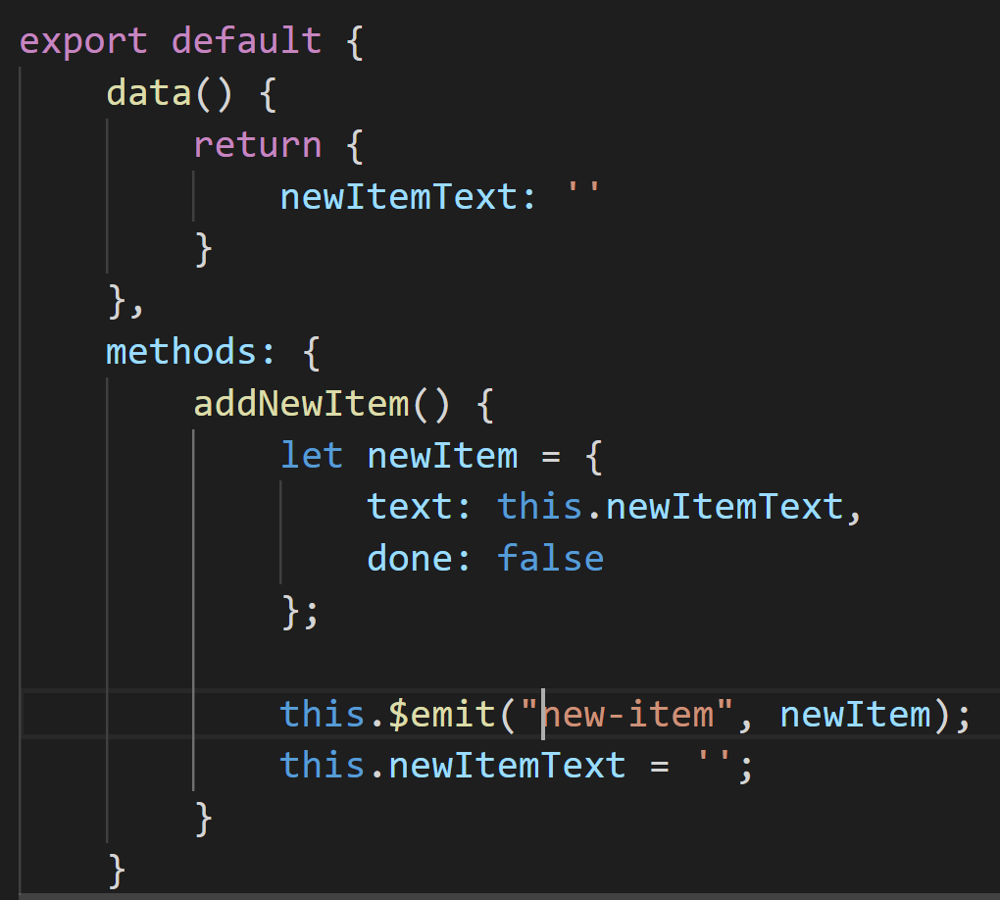 export default {
    data() {
        return {
            newItemText: ''
        }
    },
    methods: {
        addNewItem() {
            let newItem = {
                text: this.newItemText,
                done: false
            };

            this.$emit("new-item", newItem);
            this.newItemText = '';
        }
    }